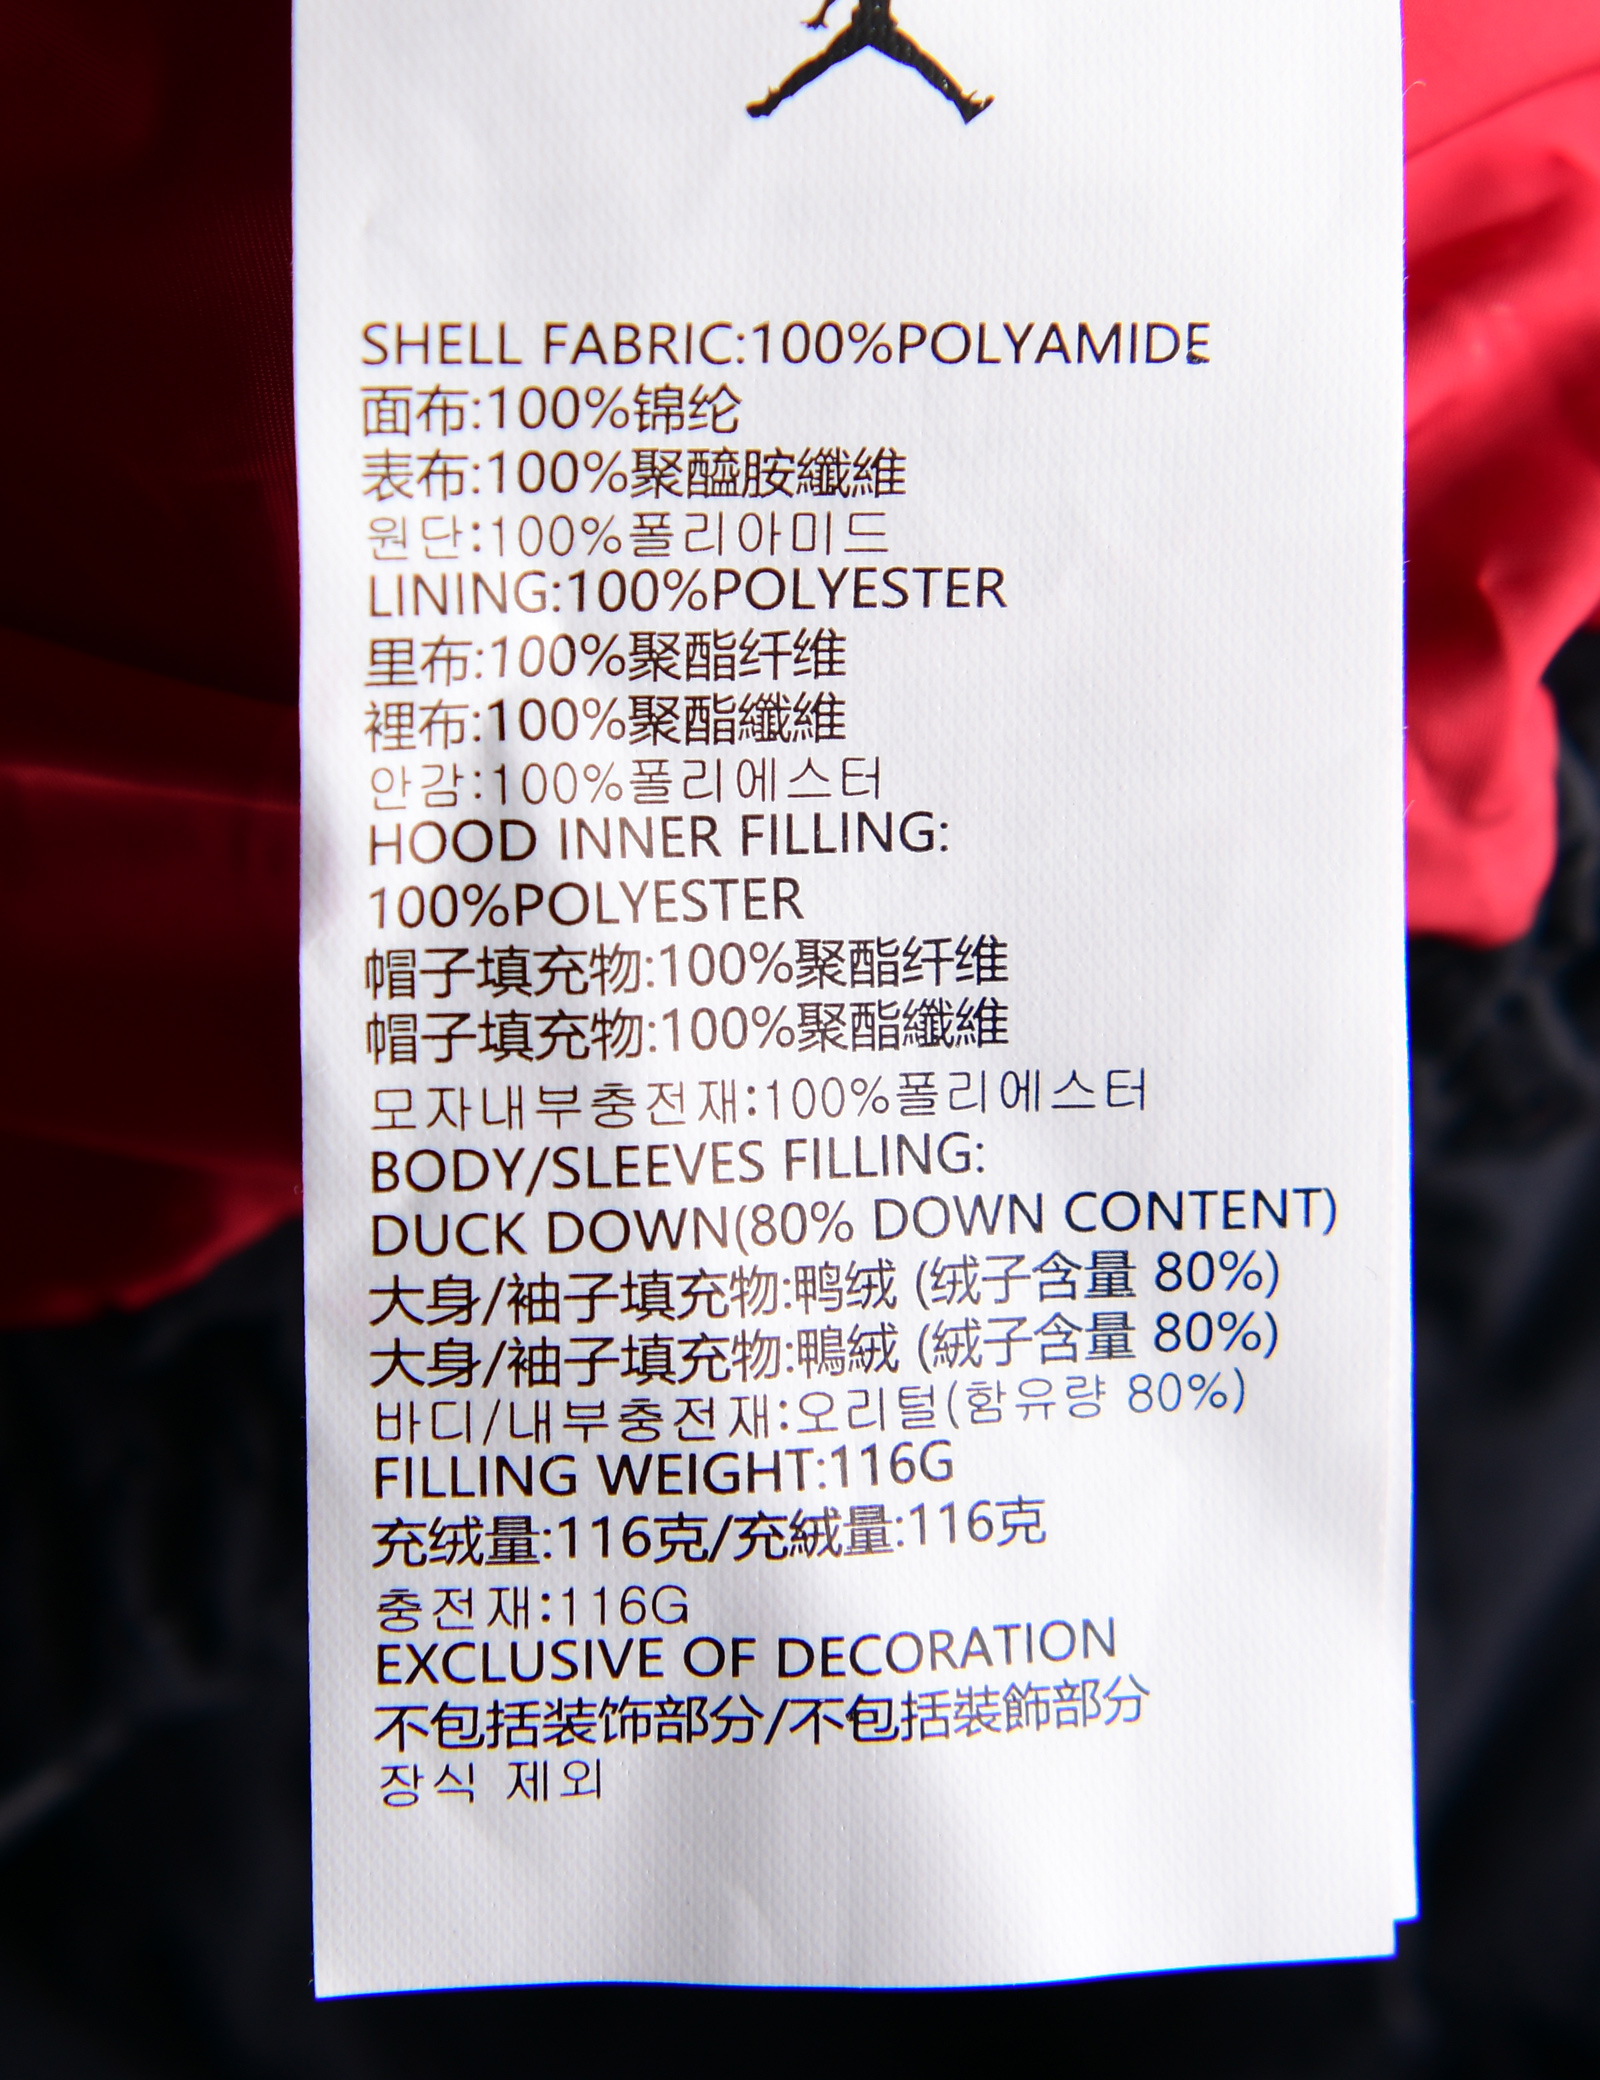 SHELL FABRIC:100%POLYAMIDE
面布:100%锦纶
表布:100%聚醯胺纖維
원단:100%폴리아미드
LINING:100%POLYESTER
里布:100%聚酯纤维
裡布:100%聚酯纖維
안감:100%폴리에스터
HOOD INNER FILLING:
100%POLYESTER
帽子填充物:100%聚酯纤维
帽子填充物:100%聚酯纖維
모자내부충전재:100%폴리에스터
BODY/SLEEVES FILLING:
DUCK DOWN(80% DOWN CONTENT)
大身/袖子填充物:鸭绒 (绒子含量 80%)
大身/袖子填充物:鴨絨 (絨子含量 80%)
바디/내부충전재:오리털(함유량 80%)
FILLING WEIGHT:116G
充绒量:116克/充絨量:116克
충전재:116G
EXCLUSIVE OF DECORATION
不包括装饰部分/不包括裝飾部分
장식 제외